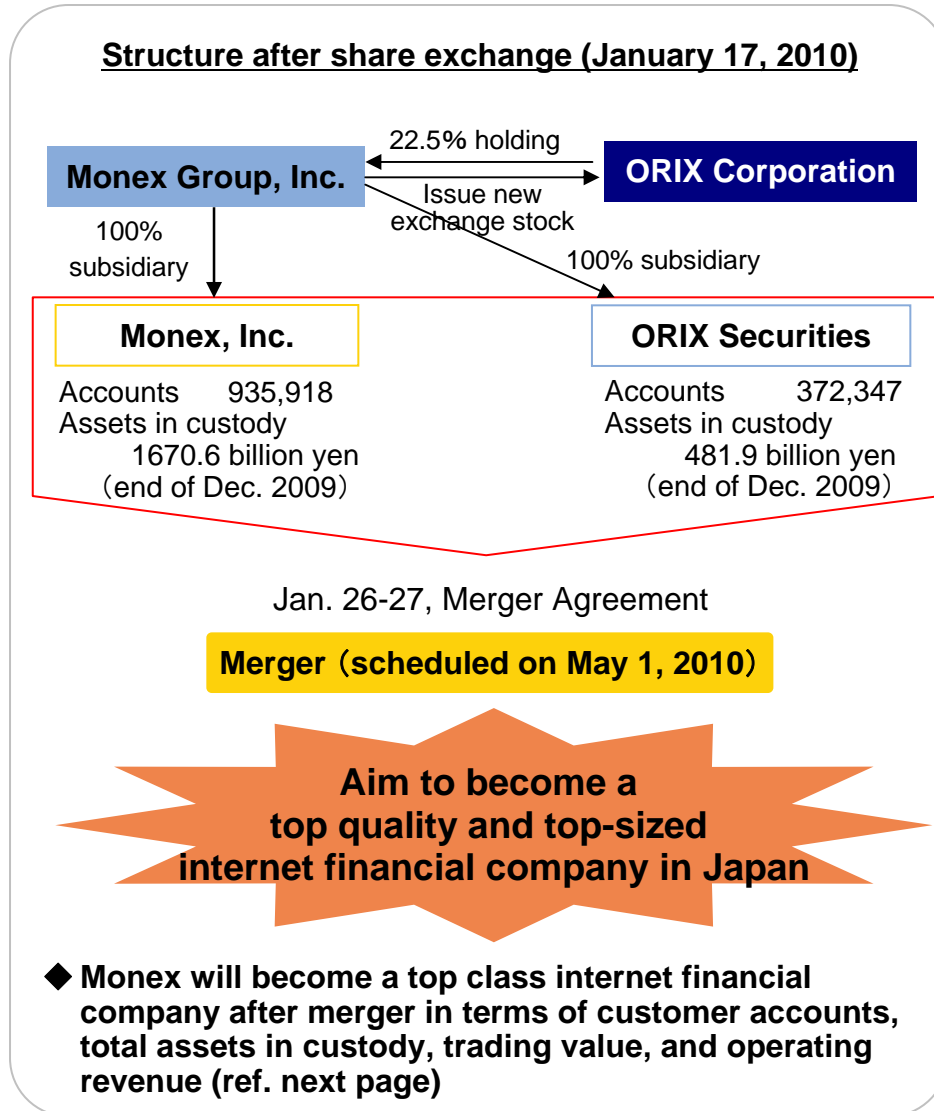 Structure after share exchange (January 17, 2010)
22.5% holding
Monex Group, Inc.
ORIX Corporation
Issue new
exchange stock
100%
subsidiary
100% subsidiary
Monex, Inc.
Accounts 935,918
Assets in custody
1670.6 billion yen
（end of Dec. 2009）
ORIX Securities
Accounts 372,347
Assets in custody
481.9 billion yen
（end of Dec. 2009）
Jan. 26-27, Merger Agreement
Merger（scheduled on May 1, 2010）
Aim to become a
top quality and top-sized
internet financial company in Japan
◆ Monex will become a top class internet financial
company after merger in terms of customer accounts,
total assets in custody, trading value, and operating
revenue (ref. next page)